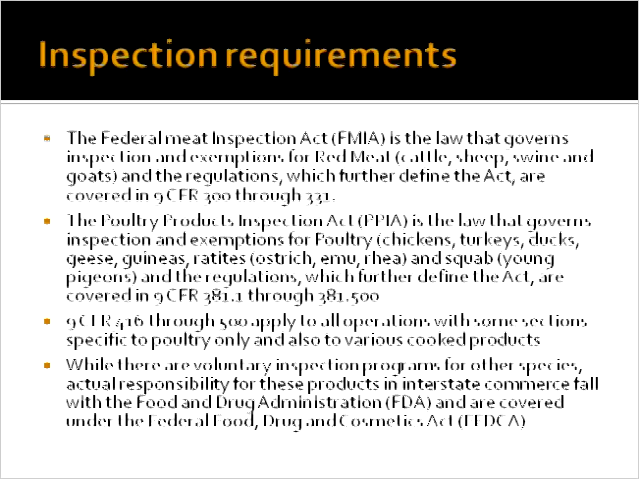 Inspection requirements
The Federal meat Inspection Act (FMIA) is the law that governs
inspection and exemptions for Red Meat (cattle, sheep, swine and
goats) and the regulations, which further define the Act, are
covered in 9 CFR 300 through 331.
The Poultry Products Inspection Act (PPIA) is the law that governs
inspection and exemptions for Poultry (chickens, turkeys, ducks,
geese, guineas, ratites (ostrich, emu, rhea) and squab (young
pigeons) and the regulations, which further define the Act, are
covered in 9 CFR 381.1 through 381.500
9 CFR 416 through 500 apply to all operations with some sections
specific to poultry only and also to various cooked products
While there are voluntary inspection programs for other species,
actual responsibility for these products in interstate commerce fall
with the Food and Drug Administration (FDA) and are covered
under the Federal Food, Drug and Cosmetics Act (FFDCA)